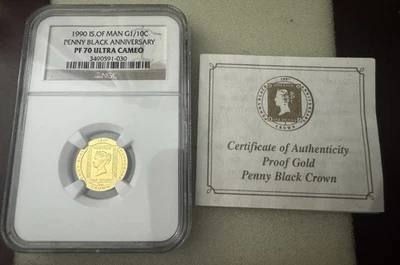 1990 IS.OF MAN G1/10C
PENNY BLACK ANNIVERSARY
PF 70 ULTRA CAMEO
3490591-030
NGC
Certificate of Authenticity
Proof Gold
Penny Black Crown